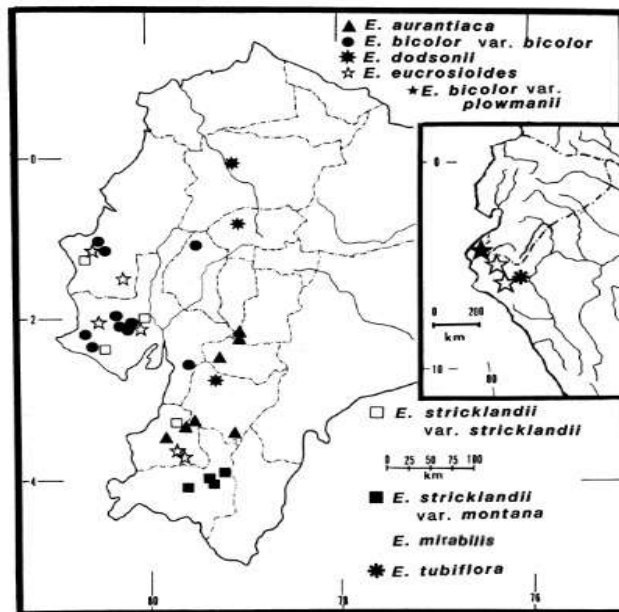 E. aurantiaca
E. bicolor var. bicolor
E. dodsonii
E. eucrosioides
E. bicolor var.
plowmanii
0
2
4
80
78
76
0
10
80
0 200
km
E. stricklandii
var. stricklandii
0 25 50 75 100
km
E. stricklandii
var. montana
E. mirabilis
E. tubiflora